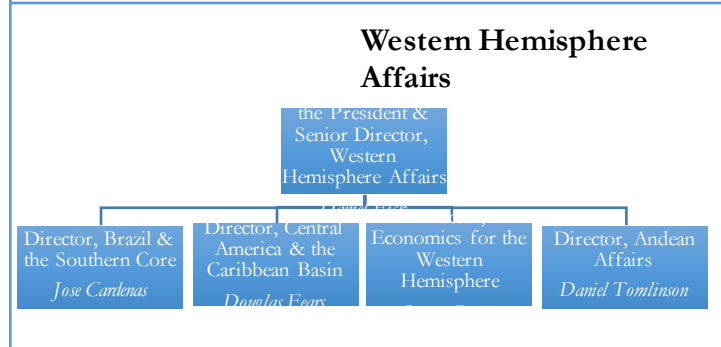 Western Hemisphere
Affairs
the President &
Senior Director,
Western
Hemisphere Affairs
Director, Brazil &
the Southern Core
Jose Cardenas
Director, Central
America & the
Caribbean Basin
Douglas Fears
Economics for the
Western
Hemisphere
Director, Andean
Affairs
Daniel Tomlinson